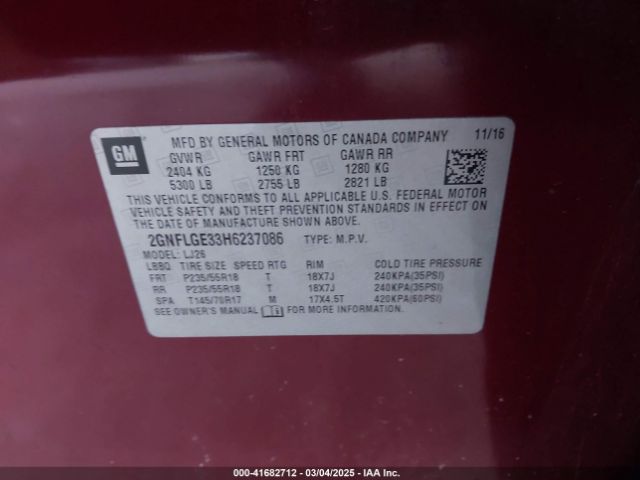 GM
MFD BY GENERAL MOTORS OF CANADA COMPANY 11/16
GVWR GAWR FRT GAWR RR
2404 KG 1250 KG 1280 KG
5300 LB 2755 LB 2821 LB
THIS VEHICLE CONFORMS TO ALL APPLICABLE U.S. FEDERAL MOTOR
VEHICLE SAFETY AND THEFT PREVENTION STANDARDS IN EFFECT ON THE
DATE OF MANUFACTURE SHOWN ABOVE.
2GNFLGE33H6237086 TYPE: M.P.V.
MODEL: LJ26
LBBQ TIRE SIZE SPEED RTG RIM COLD TIRE PRESSURE
FRT P235/55R18 T 18X7J 240KPA(35PSI)
RR P235/55R18 T 18X7J 240KPA(35PSI)
SPA T145/70R17 M 17X4.5T 420KPA(60PSI)
SEE OWNER'S MANUAL FOR MORE INFORMATION.
000-41682712 - 03/04/2025 - IAA, Inc.